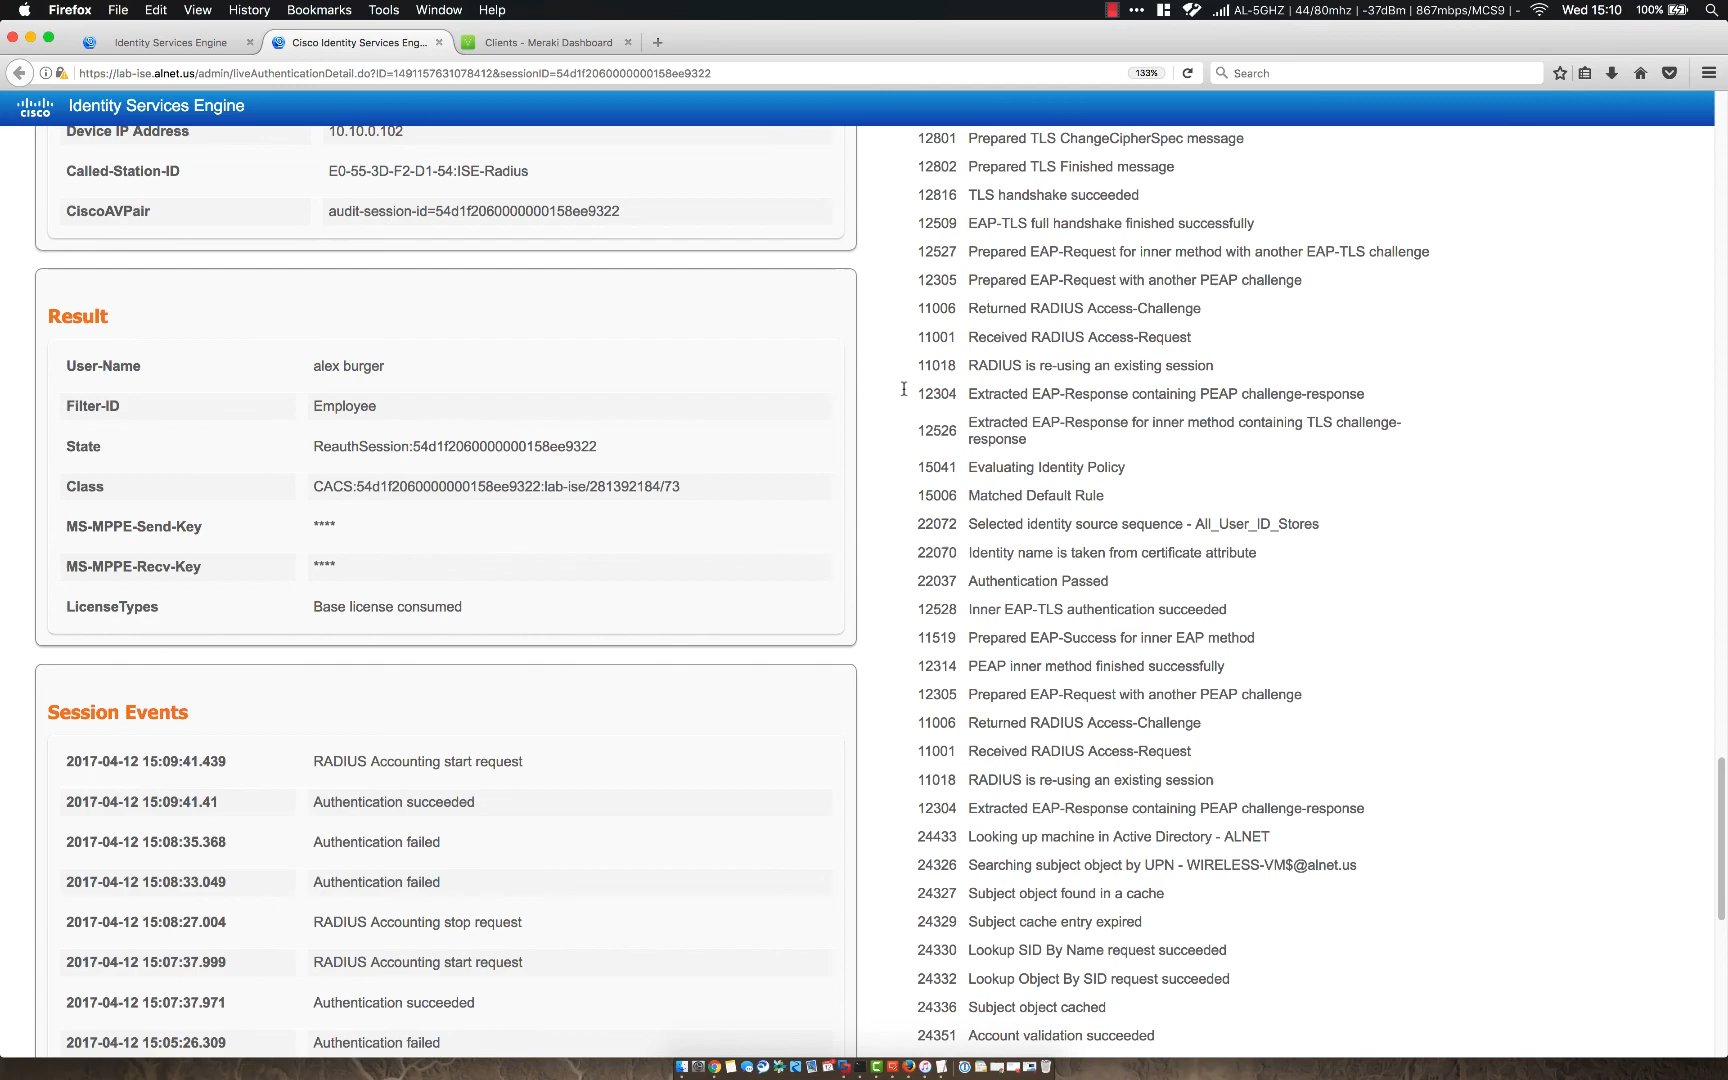 Firefox File Edit View History Bookmarks Tools Window Help
AL-5GHZ | 44/80mhz | -37dBm | 867mbps/MCS9 | - Wed 15:10 100%
Identity Services Engine
Cisco Identity Services Eng...
Clients - Meraki Dashboard
https://lab-ise.alnet.us/admin/liveAuthenticationDetail.do?ID=1491157631078412&sessionID=54d1f2060000000158ee9322
133%
Search
CISCO Identity Services Engine
Device IP Address 10.10.0.102
Called-Station-ID E0-55-3D-F2-D1-54:ISE-Radius
CiscoAVPair audit-session-id=54d1f2060000000158ee9322
Result
User-Name alex burger
Filter-ID Employee
State ReauthSession:54d1f2060000000158ee9322
Class CACS:54d1f2060000000158ee9322:lab-ise/281392184/73
MS-MPPE-Send-Key ****
MS-MPPE-Recv-Key ****
LicenseTypes Base license consumed
Session Events
2017-04-12 15:09:41.439 RADIUS Accounting start request
2017-04-12 15:09:41.41 Authentication succeeded
2017-04-12 15:08:35.368 Authentication failed
2017-04-12 15:08:33.049 Authentication failed
2017-04-12 15:08:27.004 RADIUS Accounting stop request
2017-04-12 15:07:37.999 RADIUS Accounting start request
2017-04-12 15:07:37.971 Authentication succeeded
2017-04-12 15:05:26.309 Authentication failed
12801 Prepared TLS ChangeCipherSpec message
12802 Prepared TLS Finished message
12816 TLS handshake succeeded
12509 EAP-TLS full handshake finished successfully
12527 Prepared EAP-Request for inner method with another EAP-TLS challenge
12305 Prepared EAP-Request with another PEAP challenge
11006 Returned RADIUS Access-Challenge
11001 Received RADIUS Access-Request
11018 RADIUS is re-using an existing session
12304 Extracted EAP-Response containing PEAP challenge-response
12526 Extracted EAP-Response for inner method containing TLS challenge-
response
15041 Evaluating Identity Policy
15006 Matched Default Rule
22072 Selected identity source sequence - All_User_ID_Stores
22070 Identity name is taken from certificate attribute
22037 Authentication Passed
12528 Inner EAP-TLS authentication succeeded
11519 Prepared EAP-Success for inner EAP method
12314 PEAP inner method finished successfully
12305 Prepared EAP-Request with another PEAP challenge
11006 Returned RADIUS Access-Challenge
11001 Received RADIUS Access-Request
11018 RADIUS is re-using an existing session
12304 Extracted EAP-Response containing PEAP challenge-response
24433 Looking up machine in Active Directory - ALNET
24326 Searching subject object by UPN - WIRELESS-VM$@alnet.us
24327 Subject object found in a cache
24329 Subject cache entry expired
24330 Lookup SID By Name request succeeded
24332 Lookup Object By SID request succeeded
24336 Subject object cached
24351 Account validation succeeded